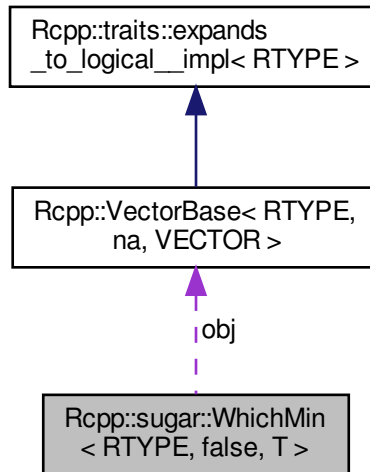 Rcpp::traits::expands
_to_logical__impl< RTYPE >
Rcpp::VectorBase< RTYPE,
na, VECTOR >
obj
Rcpp::sugar::WhichMin
< RTYPE, false, T >